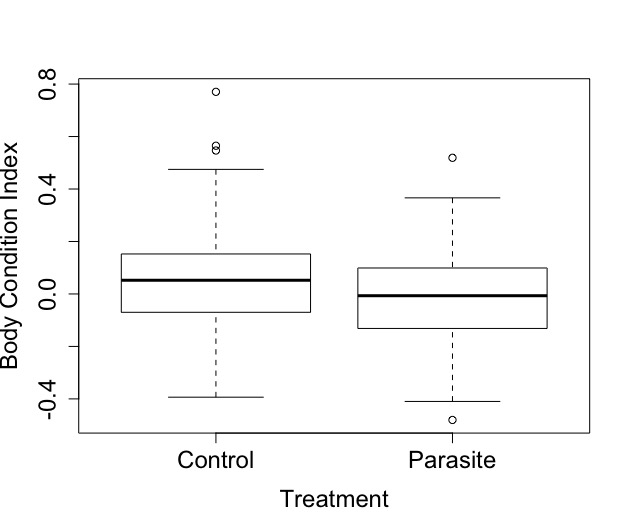 Body Condition Index
0.8
0.4
0.0
-0.4
Control Parasite
Treatment